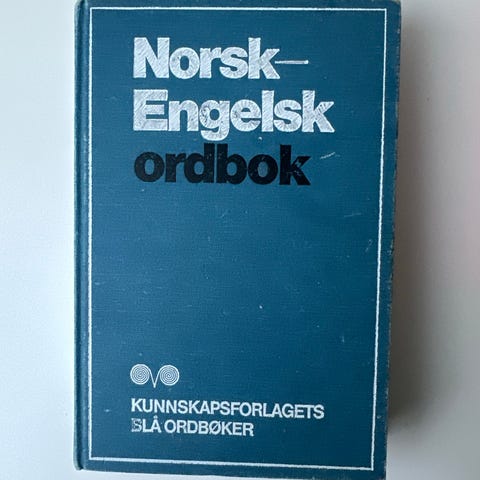 Norsk–
Engelsk
ordbok
KUNNSKAPSFORLAGETS
BLÅ ORDBØKER